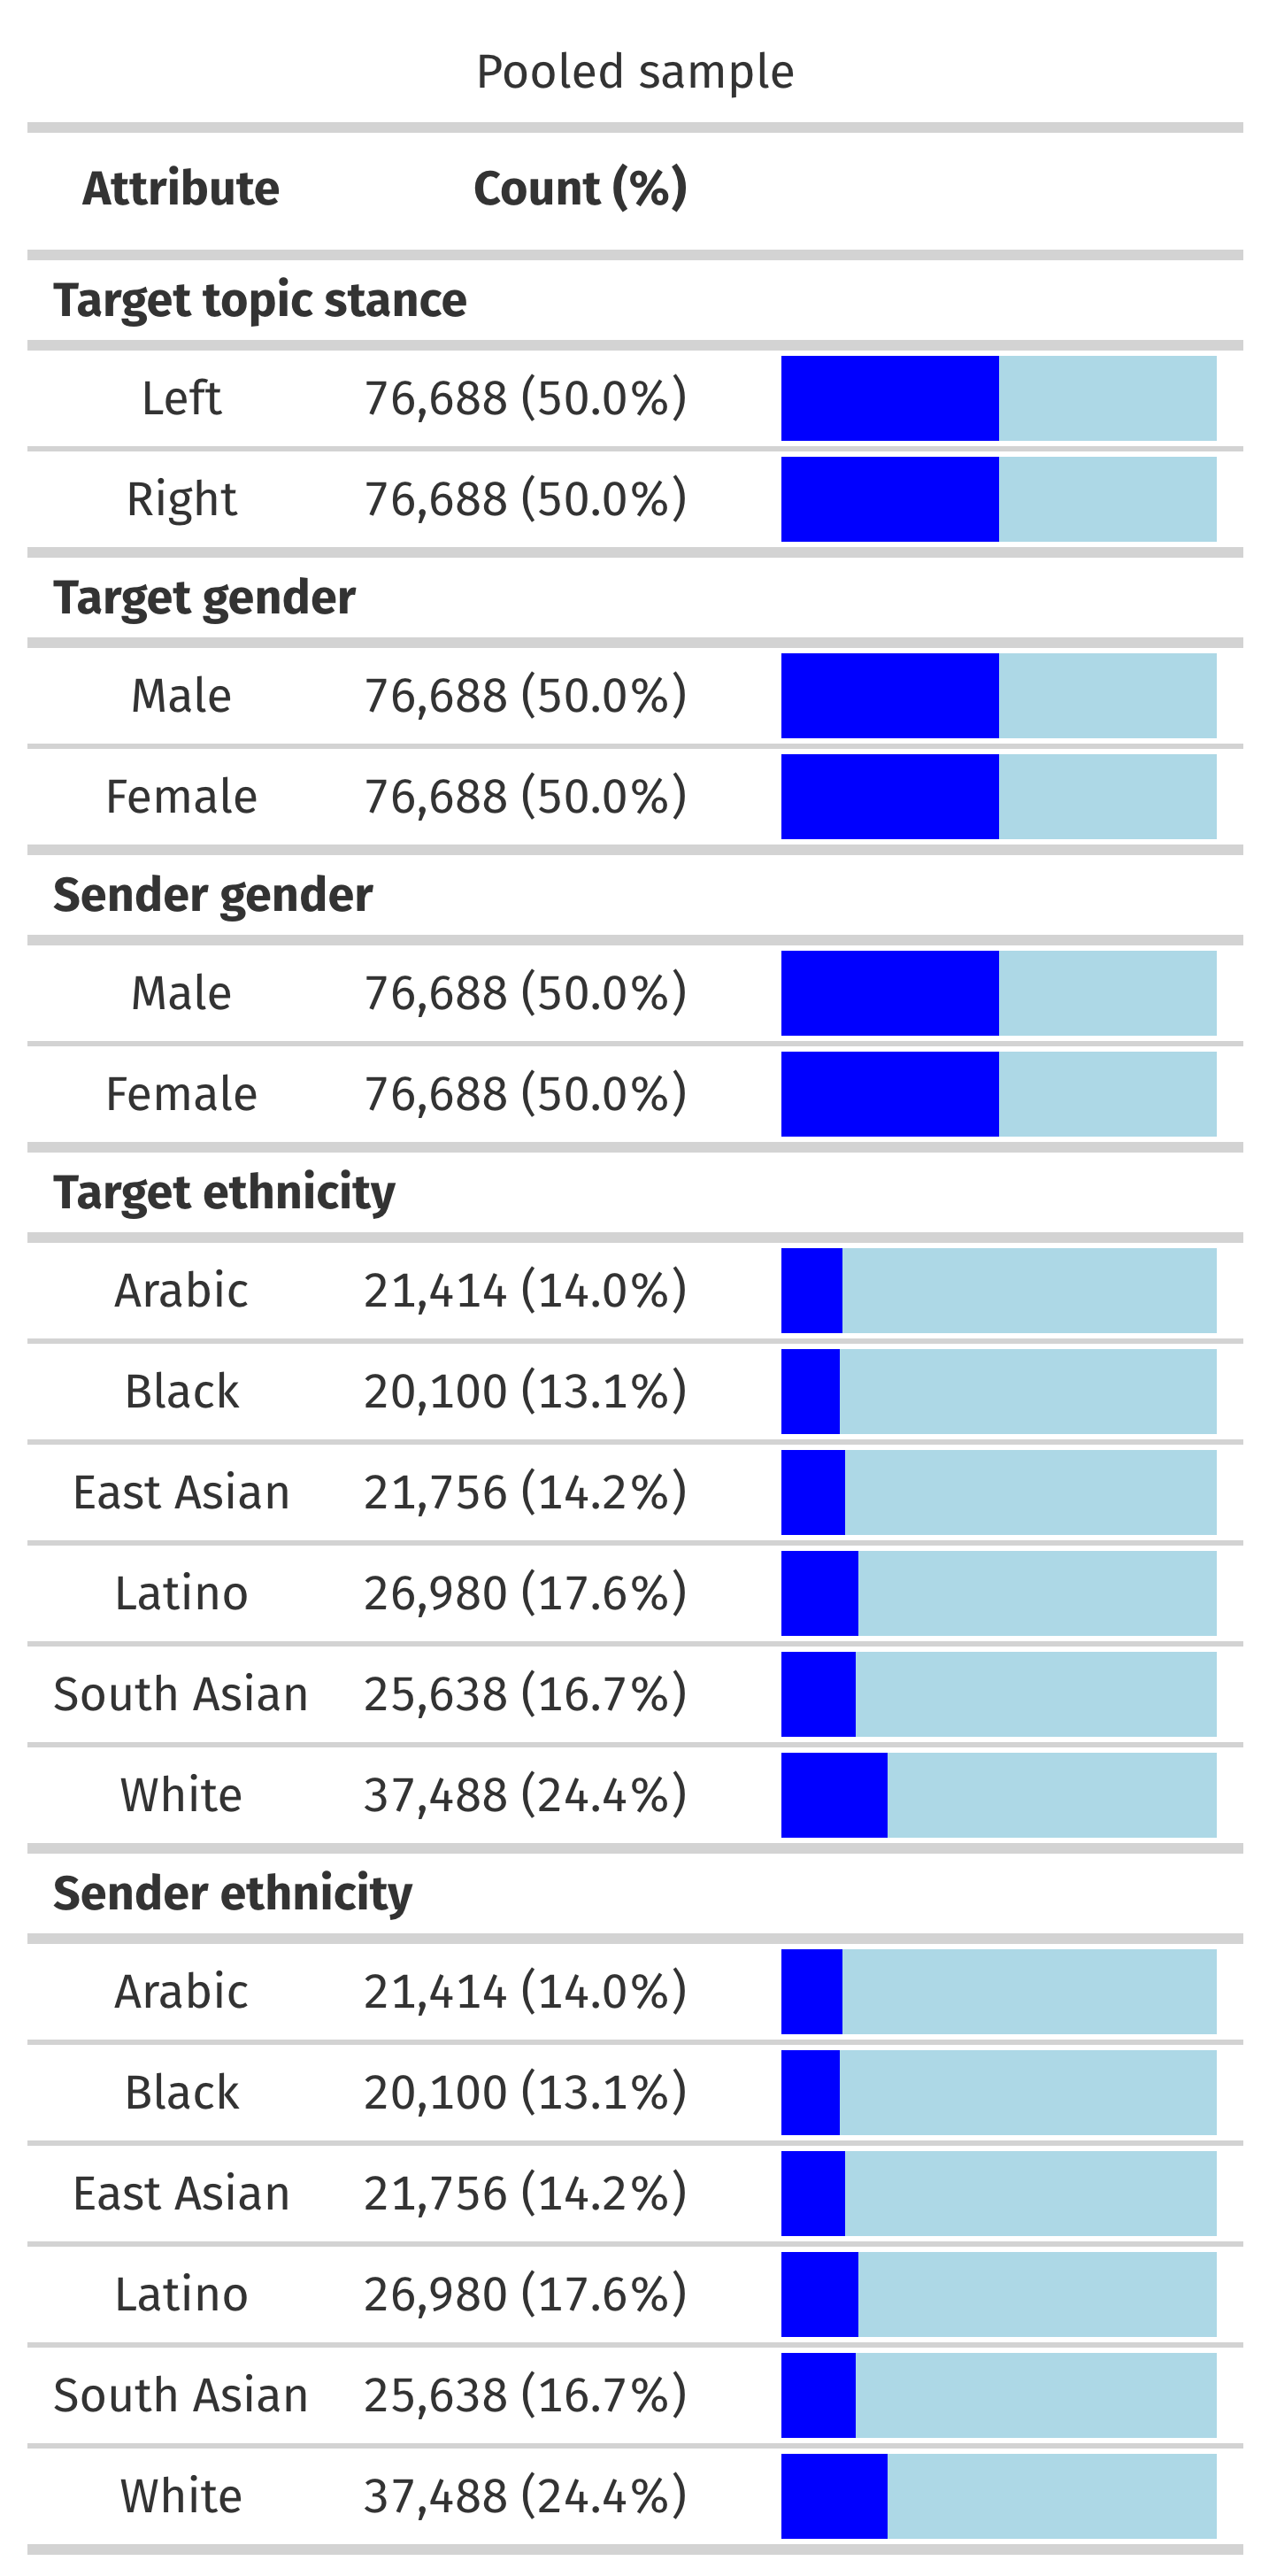 Pooled sample
Attribute Count (%)
Target topic stance
Left 76,688 (50.0%)
Right 76,688 (50.0%)
Target gender
Male 76,688 (50.0%)
Female 76,688 (50.0%)
Sender gender
Male 76,688 (50.0%)
Female 76,688 (50.0%)
Target ethnicity
Arabic 21,414 (14.0%)
Black 20,100 (13.1%)
East Asian 21,756 (14.2%)
Latino 26,980 (17.6%)
South Asian 25,638 (16.7%)
White 37,488 (24.4%)
Sender ethnicity
Arabic 21,414 (14.0%)
Black 20,100 (13.1%)
East Asian 21,756 (14.2%)
Latino 26,980 (17.6%)
South Asian 25,638 (16.7%)
White 37,488 (24.4%)